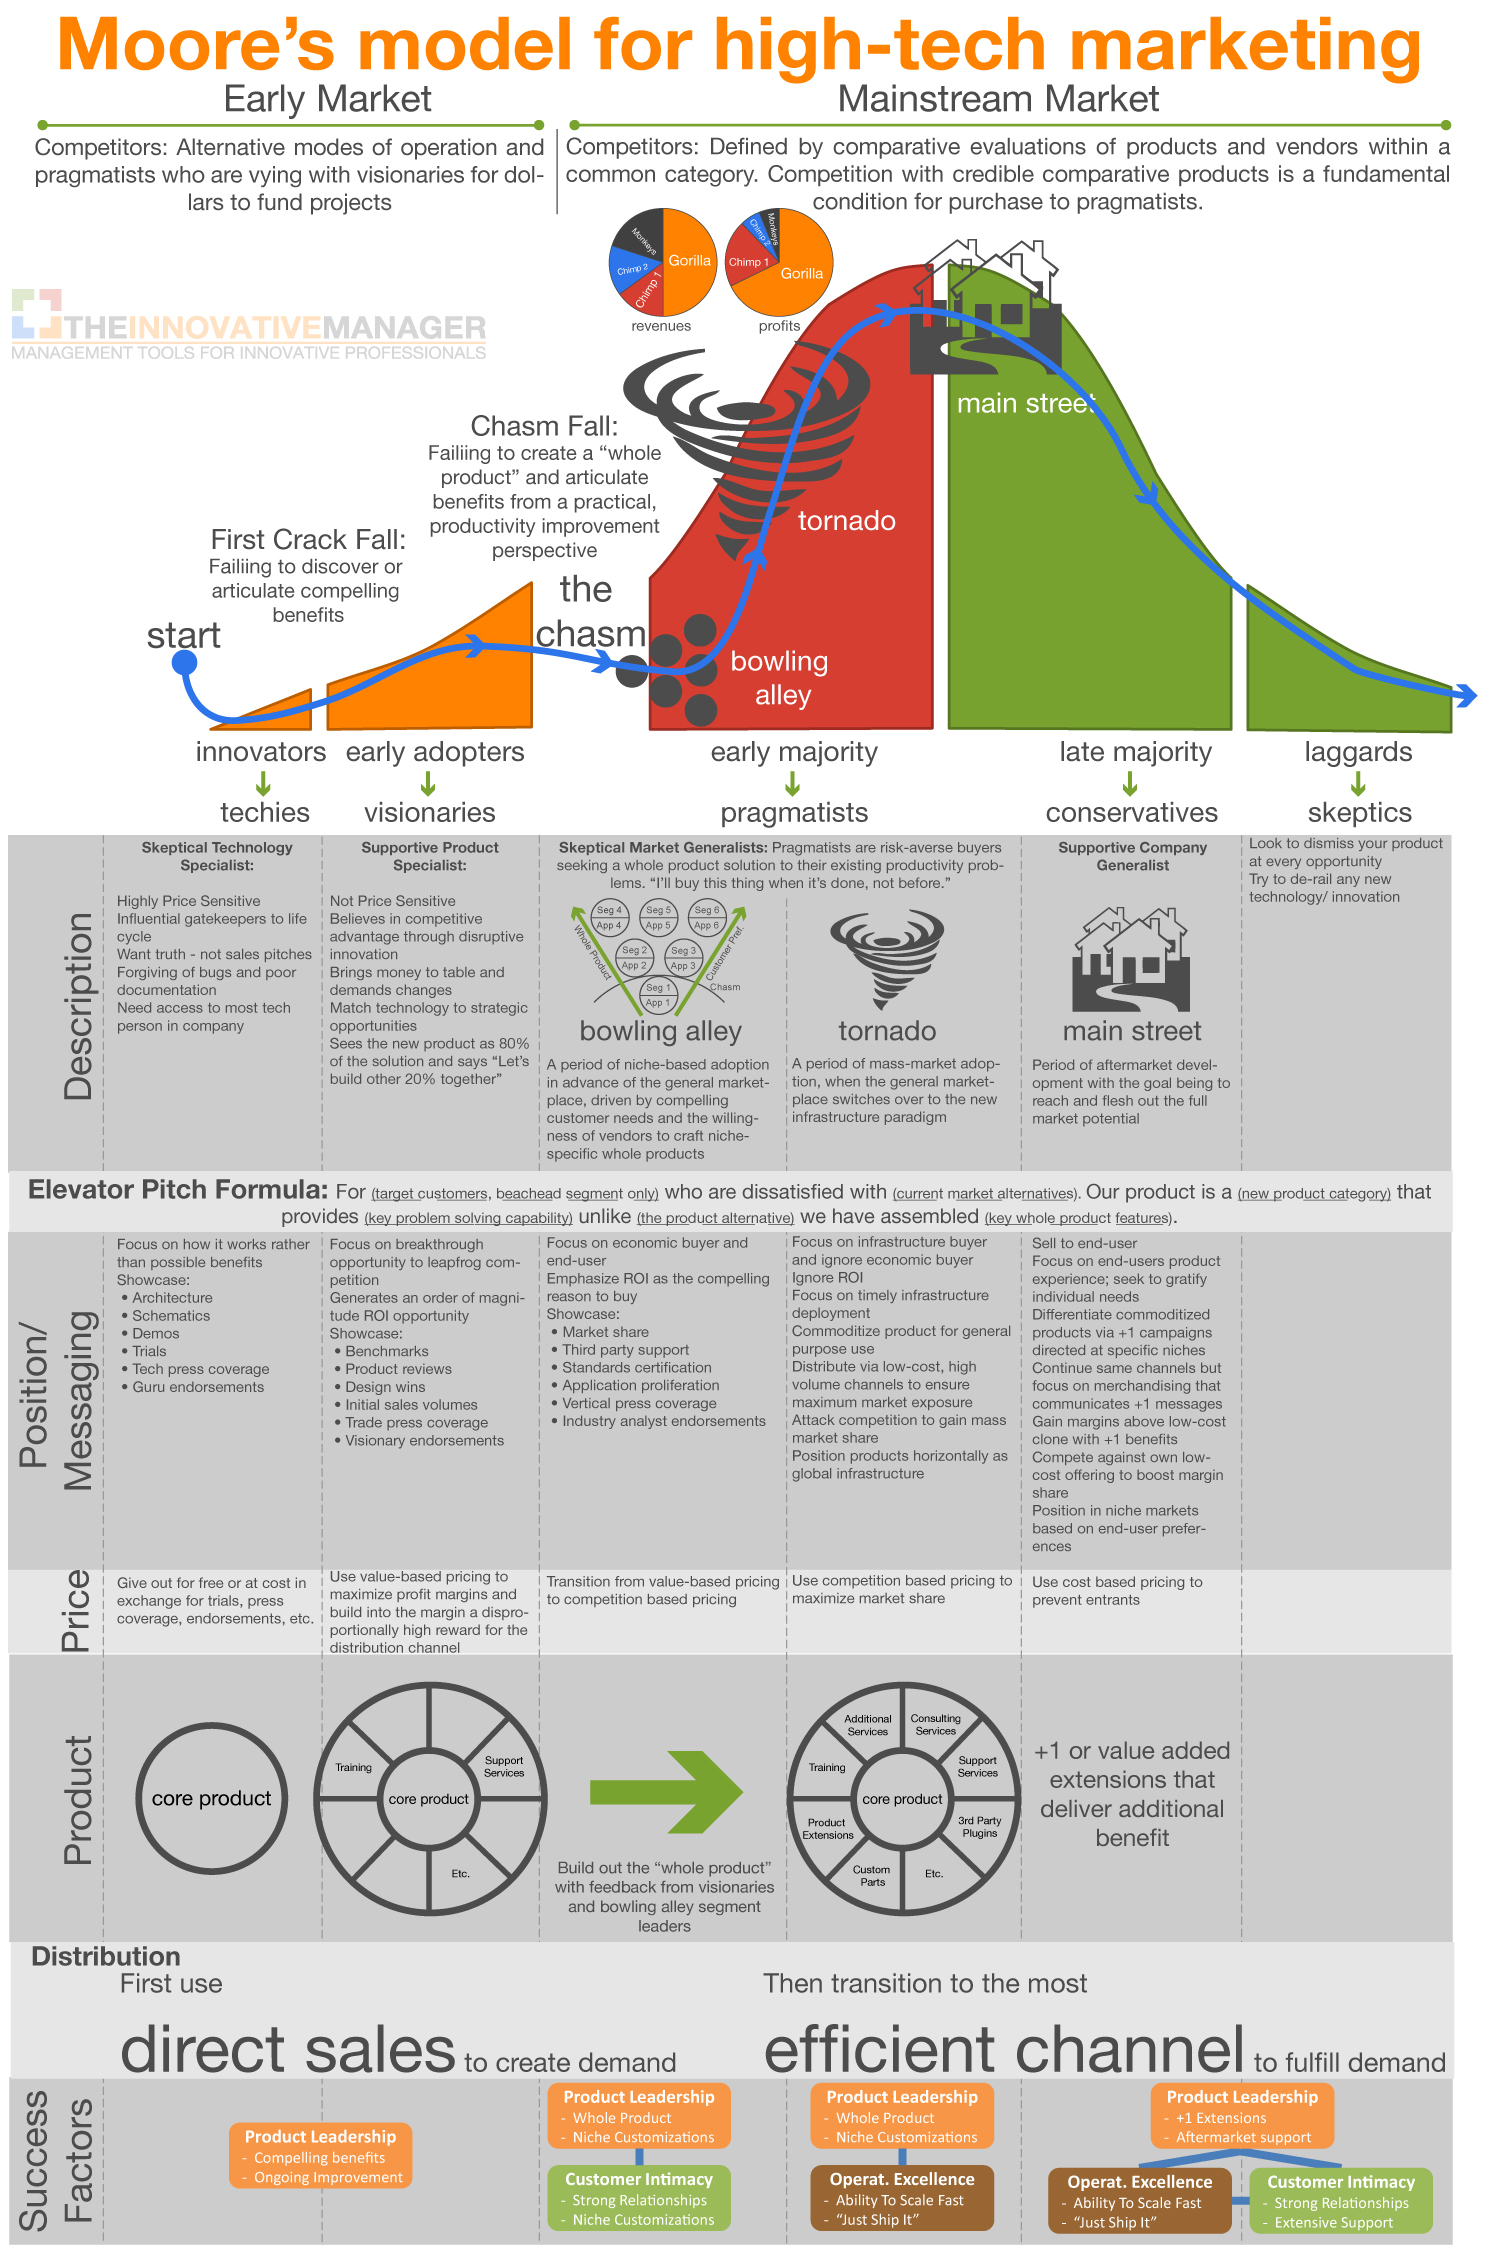 Moore's model for high-tech marketing
Early Market
Mainstream Market
Competitors: Alternative modes of operation and
pragmatists who are vying with visionaries for dol-
lars to fund projects
Competitors: Defined by comparative evaluations of products and vendors within a
common category. Competition with credible comparative products is a fundamental
condition for purchase to pragmatists.
Monkeys
Chimp 2
Chimp 1
Gorilla
revenues
Monkeys
Chimp 2
Chimp 1
Gorilla
profits
THEINNOVATIVEMANAGER
MANAGEMENT TOOLS FOR INNOVATIVE PROFESSIONALS
main street
Chasm Fall:
Failiing to create a “whole
product” and articulate
benefits from a practical,
productivity improvement
perspective
tornado
First Crack Fall:
Failiing to discover or
articulate compelling
benefits
the
chasm
start
bowling
alley
innovators
early adopters
early majority
late majority
laggards
techies
visionaries
pragmatists
conservatives
skeptics
Description
Skeptical Technology
Specialist:
Highly Price Sensitive
Influential gatekeepers to life
cycle
Want truth - not sales pitches
Forgiving of bugs and poor
documentation
Need access to most tech
person in company
Supportive Product
Specialist:
Not Price Sensitive
Believes in competitive
advantage through disruptive
innovation
Brings money to table and
demands changes
Match technology to strategic
opportunities
Sees the new product as 80%
of the solution and says “Let's
build other 20% together”
Skeptical Market Generalists: Pragmatists are risk-averse buyers
seeking a whole product solution to their existing productivity prob-
lems. “I'll buy this thing when it's done, not before.”
Seg 4
App 4
Seg 5
App 5
Seg 6
App 6
Seg 2
App 2
Seg 3
App 3
Seg 1
App 1
Whole Product
Customer Pref.
Chasm
bowling alley
A period of niche-based adoption
in advance of the general market-
place, driven by compelling
customer needs and the willing-
ness of vendors to craft niche-
specific whole products
tornado
A period of mass-market adop-
tion, when the general market-
place switches over to the new
infrastructure paradigm
Supportive Company
Generalist
main street
Period of aftermarket devel-
opment with the goal being to
reach and flesh out the full
market potential
Look to dismiss your product
at every opportunity
Try to de-rail any new
technology/ innovation
Elevator Pitch Formula: For (target customers, beachead segment only) who are dissatisfied with (current market alternatives). Our product is a (new product category) that
provides (key problem solving capability) unlike (the product alternative) we have assembled (key whole product features).
Position/
Messaging
Focus on how it works rather
than possible benefits
Showcase:
• Architecture
• Schematics
• Demos
• Trials
• Tech press coverage
• Guru endorsements
Focus on breakthrough
opportunity to leapfrog com-
petition
Generates an order of magni-
tude ROI opportunity
Showcase:
• Benchmarks
• Product reviews
• Design wins
• Initial sales volumes
• Trade press coverage
• Visionary endorsements
Focus on economic buyer and
end-user
Emphasize ROI as the compelling
reason to buy
Showcase:
• Market share
• Third party support
• Standards certification
• Application proliferation
• Vertical press coverage
• Industry analyst endorsements
Focus on infrastructure buyer
and ignore economic buyer
Ignore ROI
Focus on timely infrastructure
deployment
Commoditize product for general
purpose use
Distribute via low-cost, high
volume channels to ensure
maximum market exposure
Attack competition to gain mass
market share
Position products horizontally as
global infrastructure
Sell to end-user
Focus on end-users product
experience; seek to gratify
individual needs
Differentiate commoditized
products via +1 campaigns
directed at specific niches
Continue same channels but
focus on merchandising that
communicates +1 messages
Gain margins above low-cost
clone with +1 benefits
Compete against own low-
cost offering to boost margin
share
Position in niche markets
based on end-user prefer-
ences
Price
Give out for free or at cost in
exchange for trials, press
coverage, endorsements, etc.
Use value-based pricing to
maximize profit margins and
build into the margin a dispro-
portionally high reward for the
distribution channel
Transition from value-based pricing
to competition based pricing
Use competition based pricing to
maximize market share
Use cost based pricing to
prevent entrants
Product
core product
Training
Support
Services
core product
Etc.
Build out the “whole product”
with feedback from visionaries
and bowling alley segment
leaders
Additional
Services
Consulting
Services
Training
Support
Services
core product
Product
Extensions
3rd Party
Plugins
Custom
Parts
Etc.
+1 or value added
extensions that
deliver additional
benefit
Distribution
First use
direct sales to create demand
Then transition to the most
efficient channel to fulfill demand
Success
Factors
Product Leadership
- Compelling benefits
- Ongoing Improvement
Product Leadership
- Whole Product
- Niche Customizations
Customer Intimacy
- Strong Relationships
- Niche Customizations
Product Leadership
- Whole Product
- Niche Customizations
Operat. Excellence
- Ability To Scale Fast
- “Just Ship It”
Product Leadership
- +1 Extensions
- Aftermarket support
Operat. Excellence
- Ability To Scale Fast
- “Just Ship It”
Customer Intimacy
- Strong Relationships
- Extensive Support